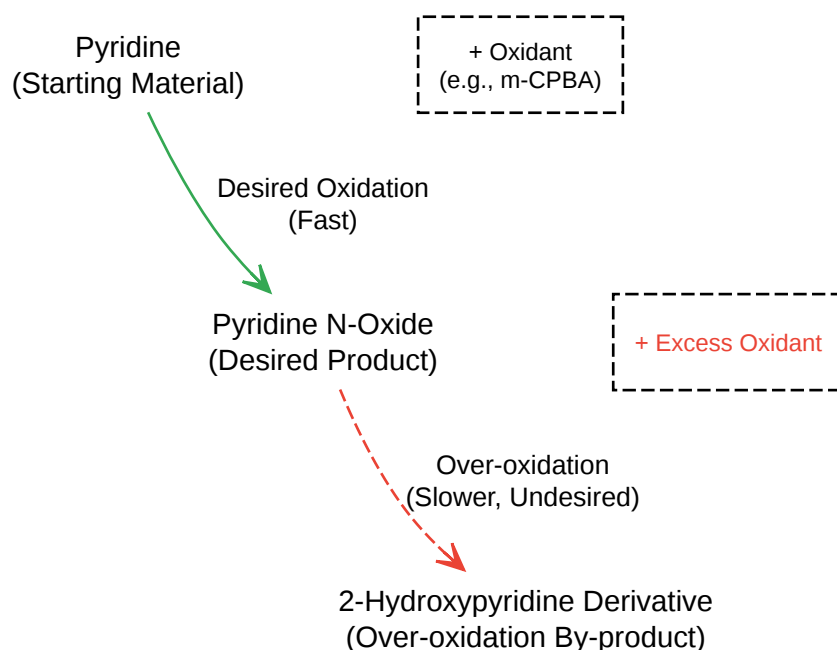 Pyridine
(Starting Material)
+ Oxidant
(e.g., m-CPBA)
Desired Oxidation
(Fast)
Pyridine N-Oxide
(Desired Product)
+ Excess Oxidant
Over-oxidation
(Slower, Undesired)
2-Hydroxypyridine Derivative
(Over-oxidation By-product)